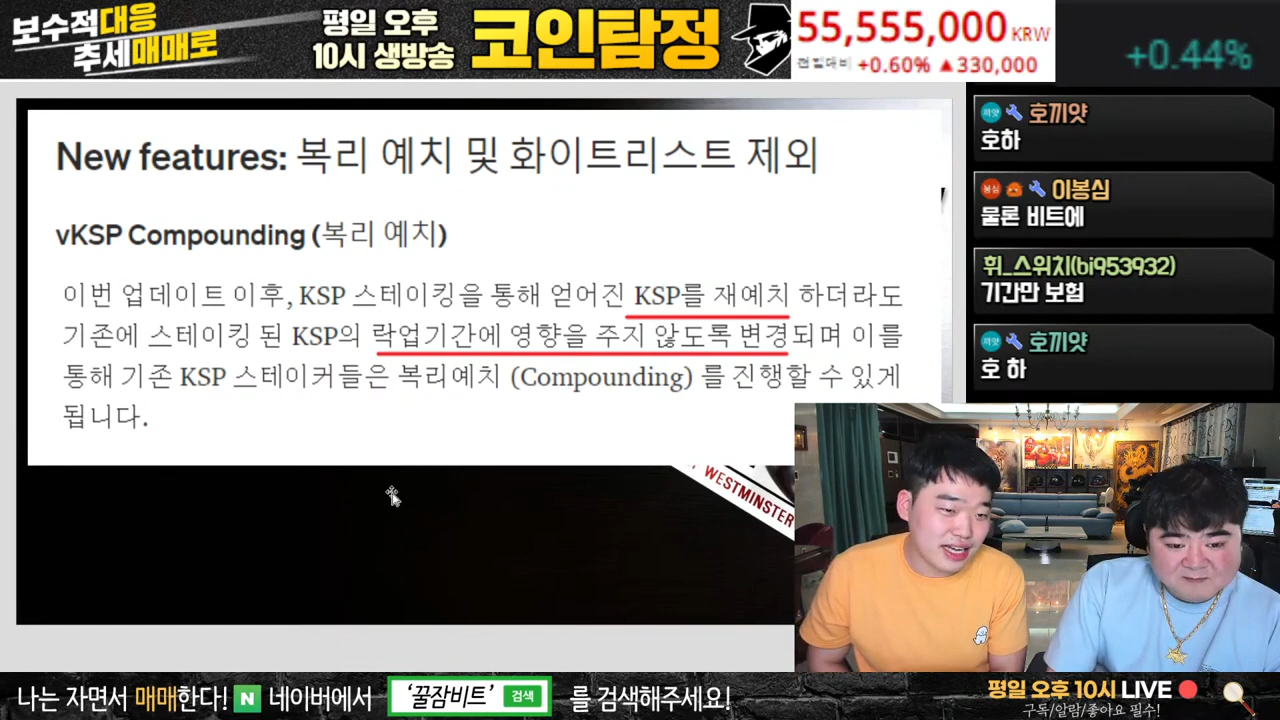 보수적대응
추세매매로
평일 오후
10시 생방송
코인탐정
55,555,000 KRW
전일대비 +0.60% ▲330,000
+0.44%
New features: 복리 예치 및 화이트리스트 제외
vKSP Compounding (복리 예치)
이번 업데이트 이후, KSP 스테이킹을 통해 얻어진 KSP를 재예치 하더라도
기존에 스테이킹 된 KSP의 락업기간에 영향을 주지 않도록 변경되며 이를
통해 기존 KSP 스테이커들은 복리예치 (Compounding) 를 진행할 수 있게
됩니다.
WESTMINSTER
호끼얏
호하
봉심 이봉심
물론 비트에
휘_스위치(bi953932)
기간만 보험
호끼얏
호 하
나는 자면서 매매한다! N 네이버에서 '꿀잠비트' 검색 를 검색해주세요!
평일 오후 10시 LIVE
구독/알람/좋아요 필수!